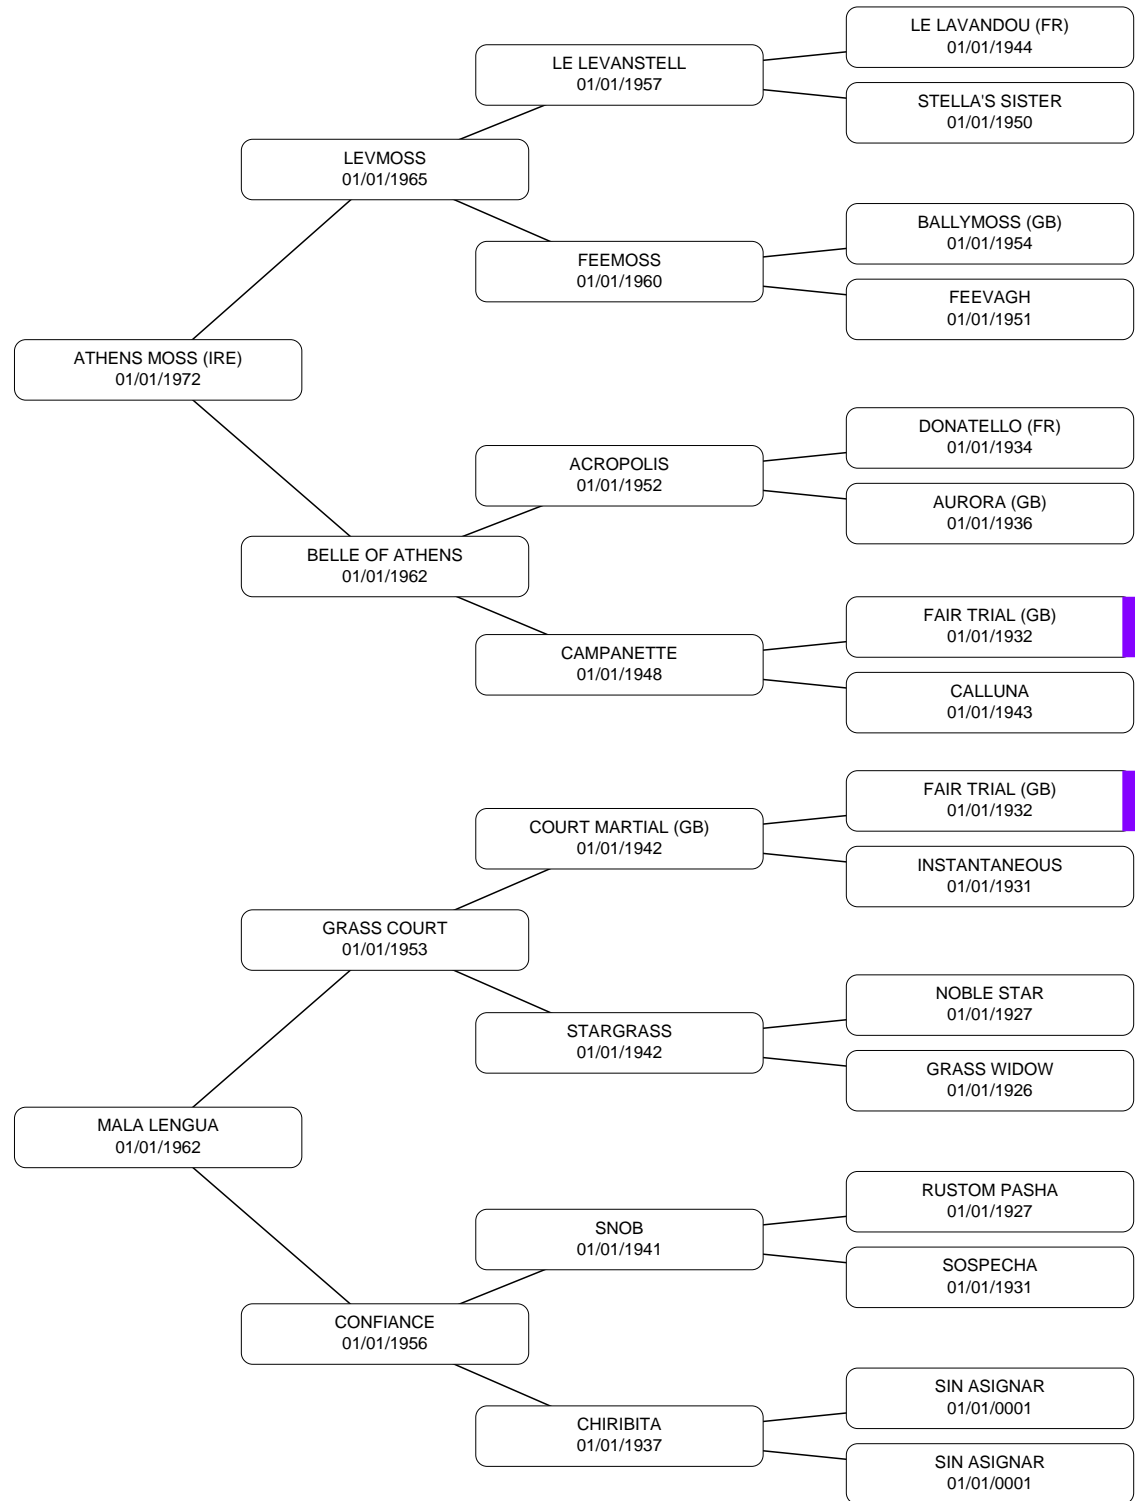 LE LAVANDOU (FR)
01/01/1944
LE LEVANSTELL
01/01/1957
STELLA'S SISTER
01/01/1950
LEVMOSS
01/01/1965
BALLYMOSS (GB)
01/01/1954
FEEMOSS
01/01/1960
FEEVAGH
01/01/1951
ATHENS MOSS (IRE)
01/01/1972
DONATELLO (FR)
01/01/1934
ACROPOLIS
01/01/1952
AURORA (GB)
01/01/1936
BELLE OF ATHENS
01/01/1962
FAIR TRIAL (GB)
01/01/1932
CAMPANETTE
01/01/1948
CALLUNA
01/01/1943
FAIR TRIAL (GB)
01/01/1932
COURT MARTIAL (GB)
01/01/1942
INSTANTANEOUS
01/01/1931
GRASS COURT
01/01/1953
NOBLE STAR
01/01/1927
STARGRASS
01/01/1942
GRASS WIDOW
01/01/1926
MALA LENGUA
01/01/1962
RUSTOM PASHA
01/01/1927
SNOB
01/01/1941
SOSPECHA
01/01/1931
CONFIANCE
01/01/1956
SIN ASIGNAR
01/01/0001
CHIRIBITA
01/01/1937
SIN ASIGNAR
01/01/0001